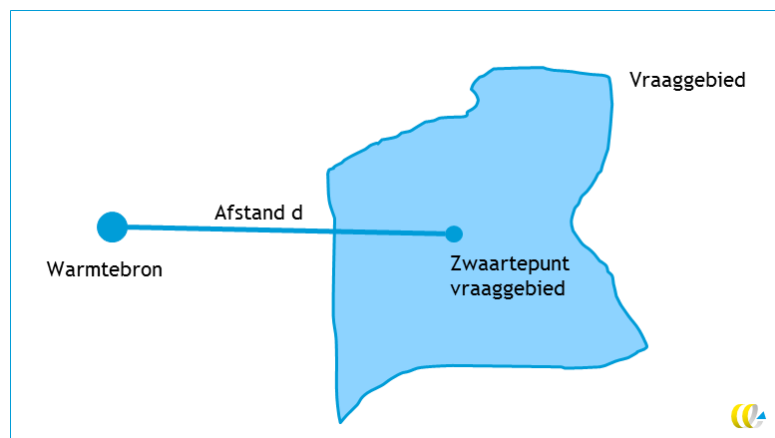 Vraaggebied
Afstand d
Warmtebron
Zwaartepunt
vraaggebied